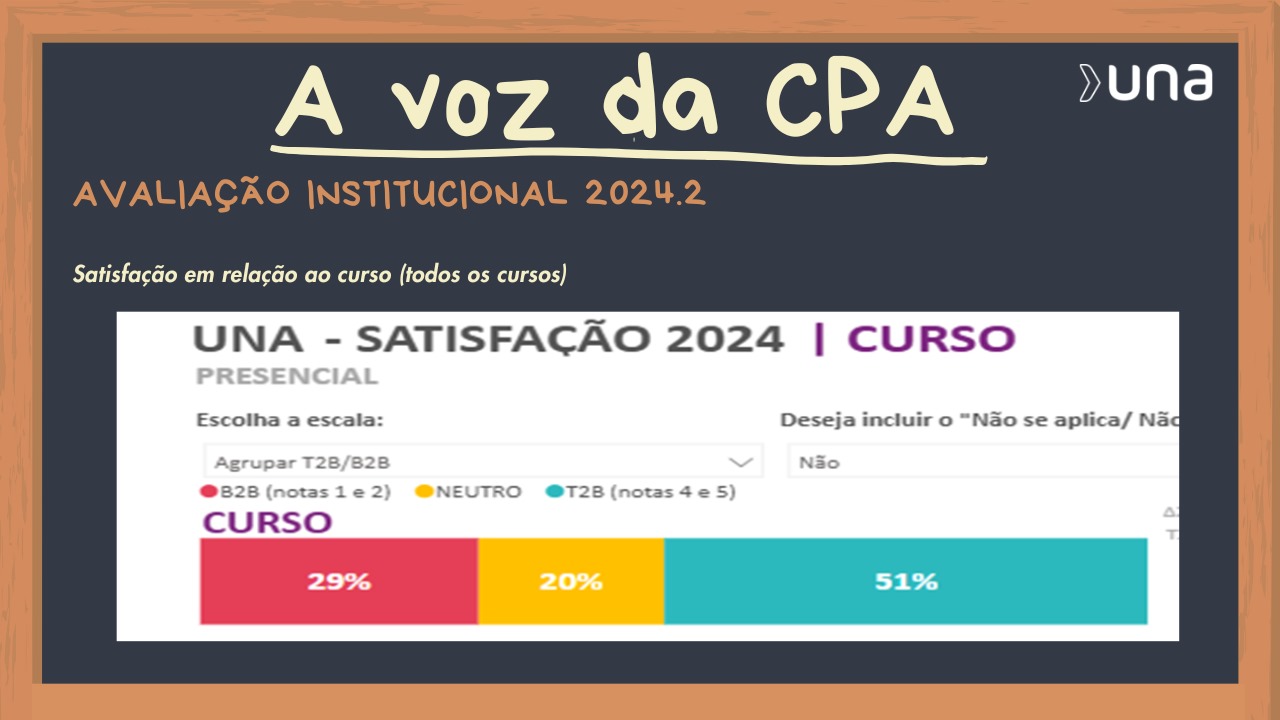 A voz da CPA
una
AVALIAÇÃO INSTITUCIONAL 2024.2
Satisfação em relação ao curso (todos os cursos)
UNA - SATISFAÇÃO 2024 | CURSO
PRESENCIAL
Escolha a escala:
Deseja incluir o "Não se aplica/
Agrupar T2B/B2B
Não
B2B (notas 1 e 2) NEUTRO T2B (notas 4 e 5)
CURSO
29% 20% 51%